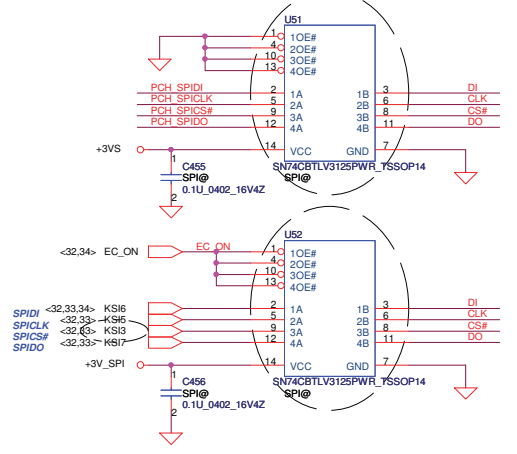 U51
1 1OE#
4 2OE#
10 3OE#
13 4OE#
PCH_SPIDI 2 1A 1B 3 DI
PCH_SPICLK 5 2A 2B 6 CLK
PCH_SPICS# 9 3A 3B 8 CS#
PCH_SPIDO 12 4A 4B 11 DO
+3VS 14 VCC GND 7
1 C455 SN74CBTLV3125PWR_TSSOP14
SPI@ SPI@
2 0.1U_0402_16V4Z
U52
<32,34> EC_ON EC_ON 1 1OE#
4 2OE#
10 3OE#
13 4OE#
SPIDI <32,33,34> KSI6 2 1A 1B 3 DI
SPICLK <32,33> KSI5 5 2A 2B 6 CLK
SPICS# <32,33> KSI3 9 3A 3B 8 CS#
SPIDO <32,33> KSI7 12 4A 4B 11 DO
+3V_SPI 14 VCC GND 7
1 C456 SN74CBTLV3125PWR_TSSOP14
SPI@ SPI@
2 0.1U_0402_16V4Z